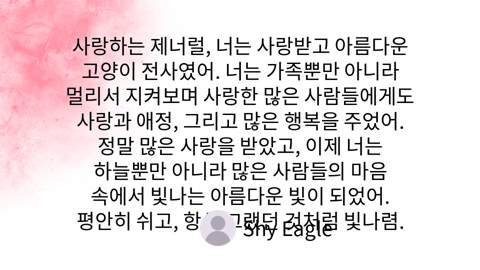 사랑하는 제너럴, 너는 사랑받고 아름다운
고양이 전사였어. 너는 가족뿐만 아니라
멀리서 지켜보며 사랑한 많은 사람들에게도
사랑과 애정, 그리고 많은 행복을 주었어.
정말 많은 사랑을 받았고, 이제 너는
하늘뿐만 아니라 많은 사람들의 마음
속에서 빛나는 아름다운 빛이 되었어.
평안히 쉬고, 그랬던 것처럼 빛나렴.
Shy Eagle